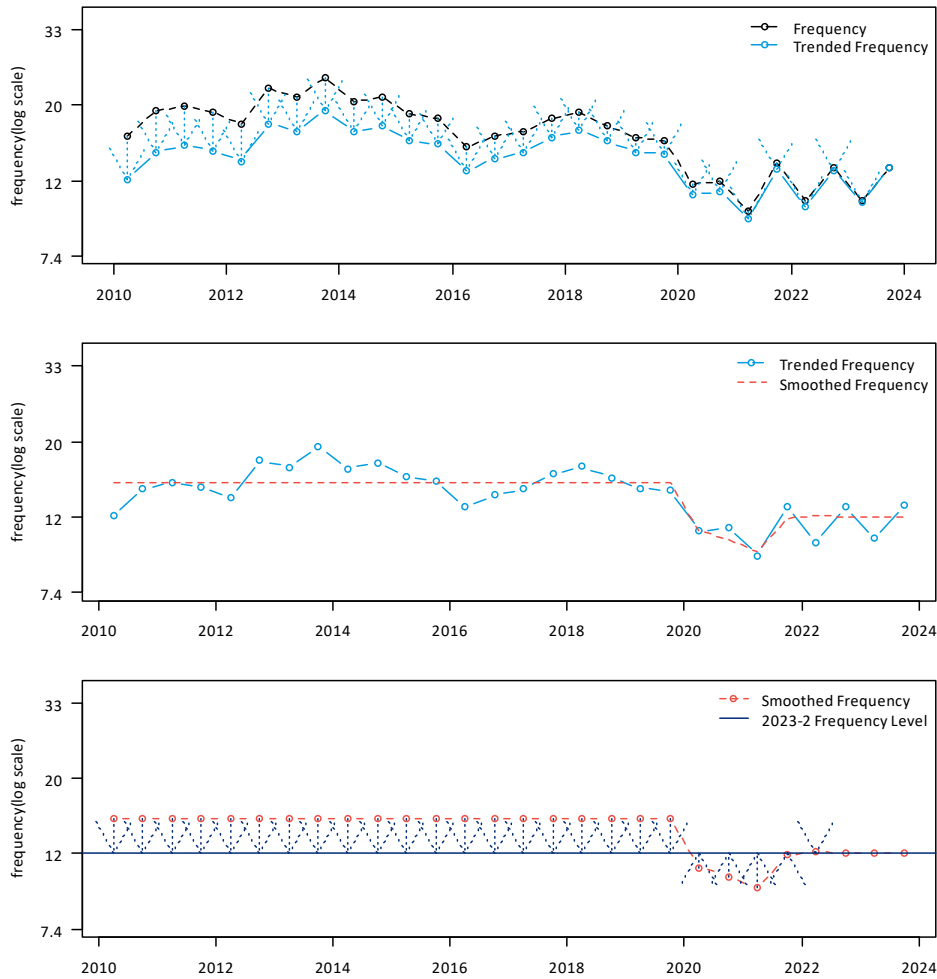 frequency(log scale)
33
20
12
7.4
Frequency
Trended Frequency
2010 2012 2014 2016 2018 2020 2022 2024
frequency(log scale)
33
20
12
7.4
Trended Frequency
Smoothed Frequency
2010 2012 2014 2016 2018 2020 2022 2024
frequency(log scale)
33
20
12
7.4
Smoothed Frequency
2023-2 Frequency Level
2010 2012 2014 2016 2018 2020 2022 2024